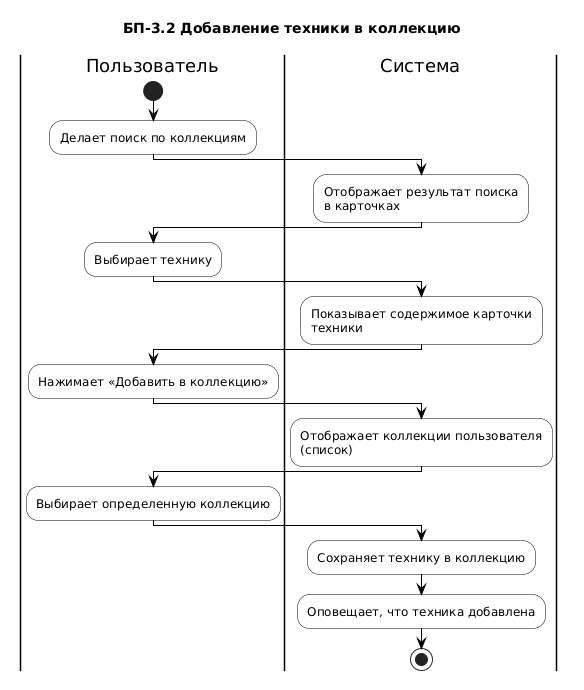 БП-3.2 Добавление техники в коллекцию
Пользователь
Система
Делает поиск по коллекциям
Отображает результат поиска
в карточках
Выбирает технику
Показывает содержимое карточки
техники
Нажимает «Добавить в коллекцию»
Отображает коллекции пользователя
(список)
Выбирает определенную коллекцию
Сохраняет технику в коллекцию
Оповещает, что техника добавлена